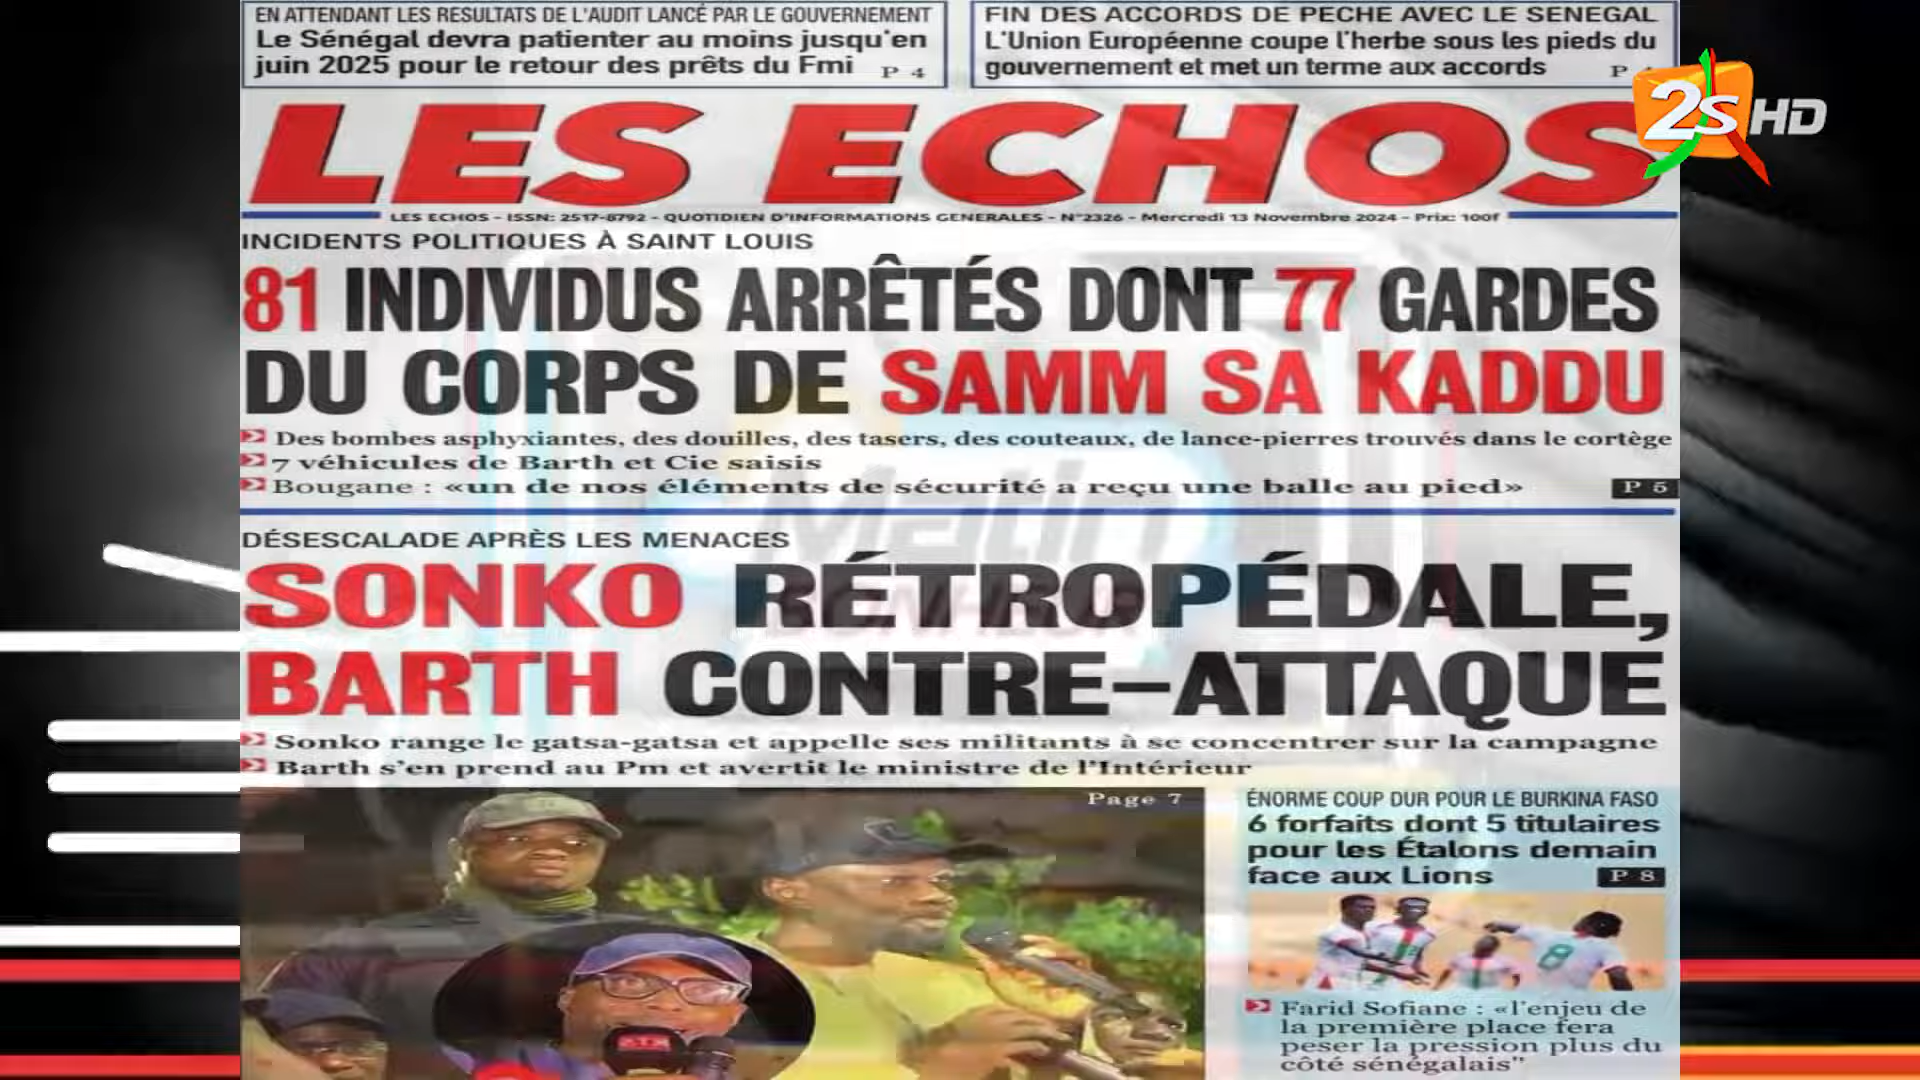 EN ATTENDANT LES RESULTATS DE L'AUDIT LANCÉ PAR LE GOUVERNEMENT
Le Sénégal devra patienter au moins jusqu'en
juin 2025 pour le retour des prêts du Fmi P 4
FIN DES ACCORDS DE PECHE AVEC LE SENEGAL
L'Union Européenne coupe l'herbe sous les pieds du
gouvernement et met un terme aux accords P
2S HD
LES ECHOS
LES ECHOS - ISSN: 2517-8792 - QUOTIDIEN D'INFORMATIONS GENERALES - N°2326 - Mercredi 13 Novembre 2024 - Prix: 100f
INCIDENTS POLITIQUES À SAINT LOUIS
81 INDIVIDUS ARRÊTÉS DONT 77 GARDES
DU CORPS DE SAMM SA KADDU
Des bombes asphyxiantes, des douilles, des tasers, des couteaux, de lance-pierres trouvés dans le cortège
7 véhicules de Barth et Cie saisis
Bougane : «un de nos éléments de sécurité a reçu une balle au pied» P 5
Matin
BONHEUR
DÉSESCALADE APRÈS LES MENACES
SONKO RÉTROPÉDALE,
BARTH CONTRE-ATTAQUE
Sonko range le gatsa-gatsa et appelle ses militants à se concentrer sur la campagne
Barth s'en prend au Pm et avertit le ministre de l'Intérieur
Page 7
ÉNORME COUP DUR POUR LE BURKINA FASO
6 forfaits dont 5 titulaires
pour les Étalons demain
face aux Lions P 8
8
Farid Sofiane : «l'enjeu de
la première place fera
peser la pression plus du
côté sénégalais"